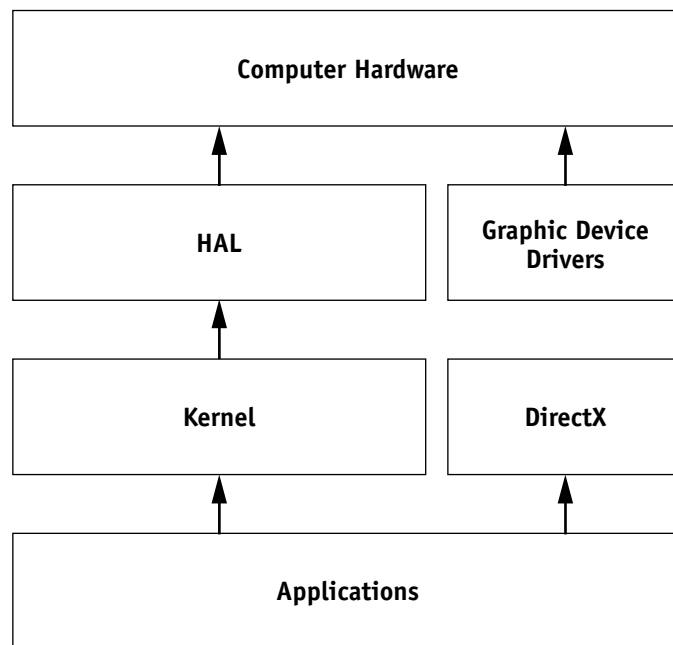 Computer Hardware
HAL
Graphic Device
Drivers
Kernel
DirectX
Applications